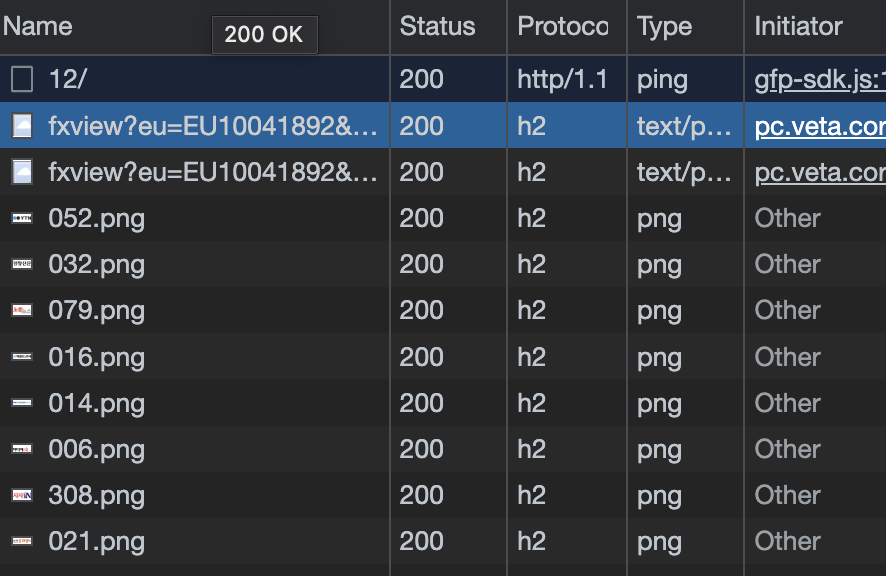 Name Status Protoco Type Initiator
200 OK
12/ 200 http/1.1 ping gfp-sdk.js:1
fxview?eu=EU10041892&... 200 h2 text/p... pc.veta.cor
fxview?eu=EU10041892&... 200 h2 text/p... pc.veta.cor
YTN 052.png 200 h2 png Other
032.png 200 h2 png Other
079.png 200 h2 png Other
016.png 200 h2 png Other
014.png 200 h2 png Other
006.png 200 h2 png Other
308.png 200 h2 png Other
021.png 200 h2 png Other